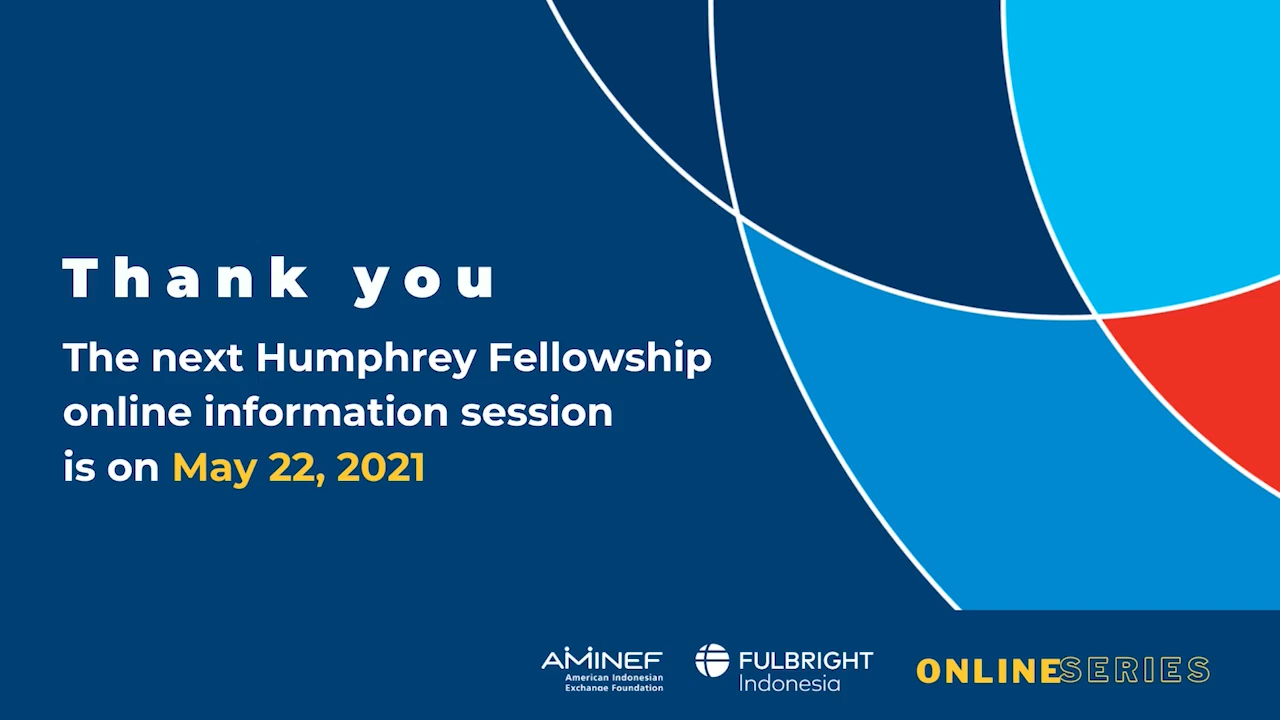 Thank you
The next Humphrey Fellowship
online information session
is on May 22, 2021
AMINEF
American Indonesian
Exchange Foundation
FULBRIGHT
Indonesia
ONLINESERIES